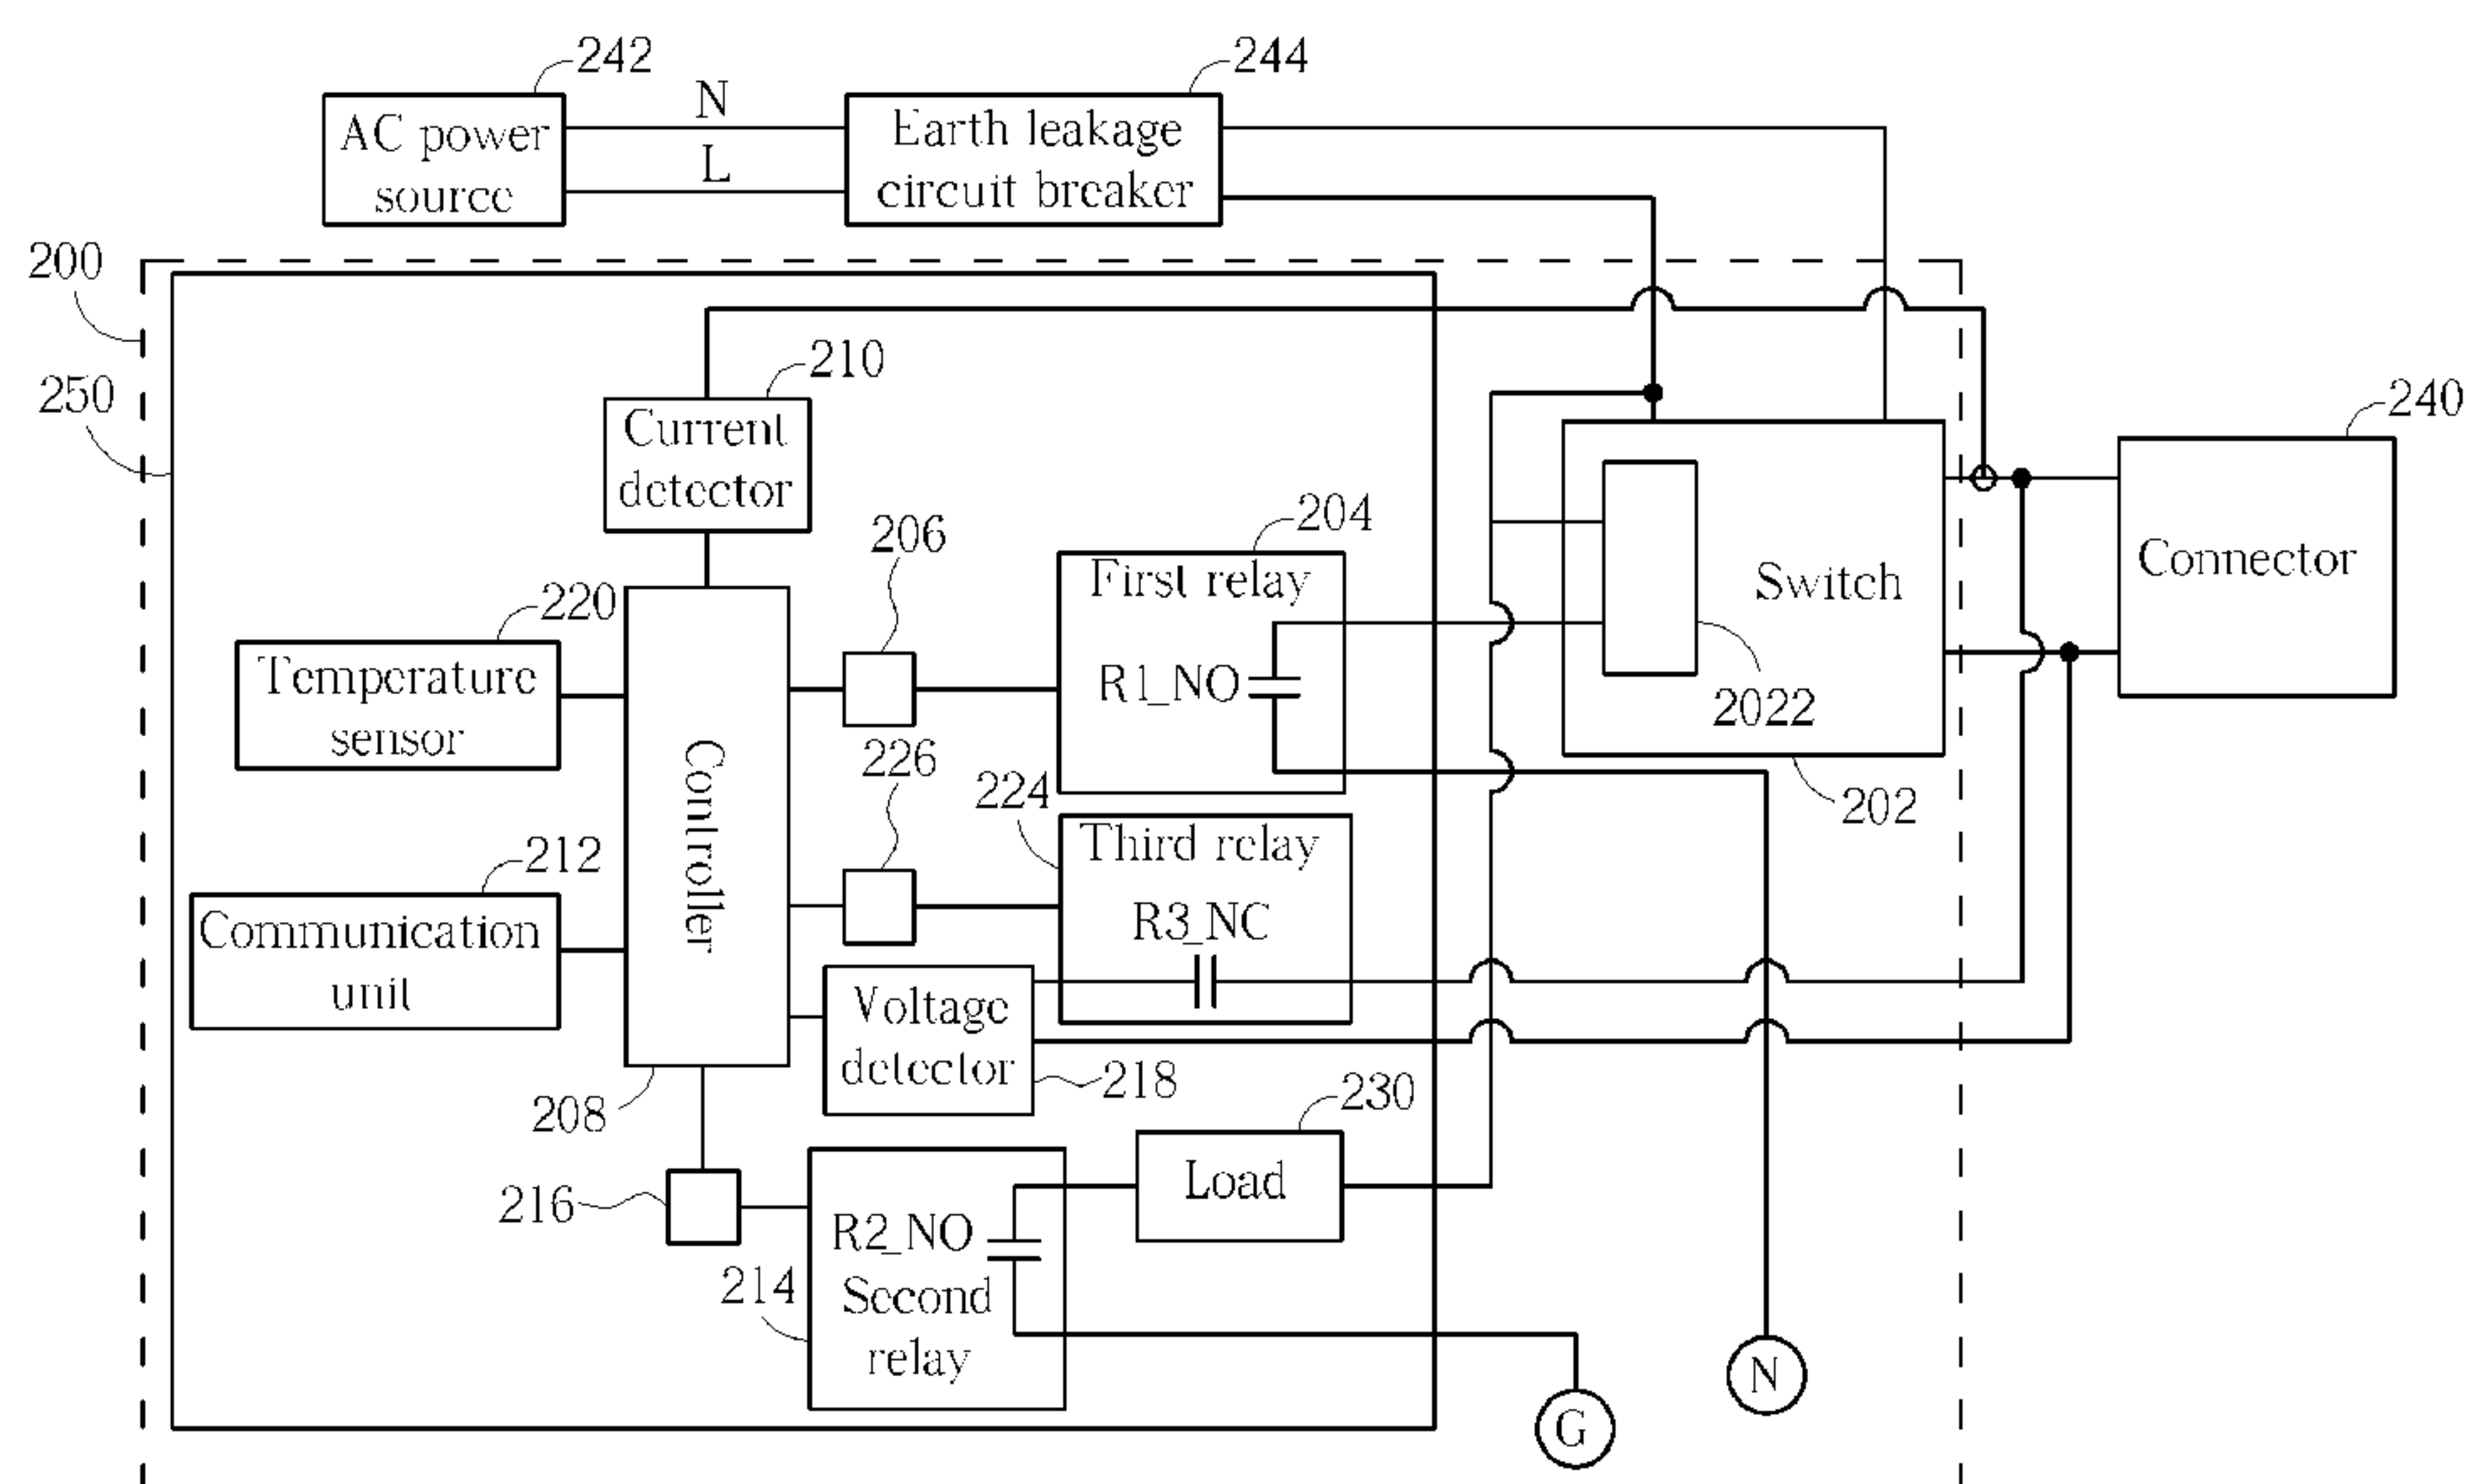 242
244
N
AC power
source
L
Earth leakage
circuit breaker
200
250
210
Current
detector
240
206
204
First relay
R1_NO
Switch
Connector
220
Temperature
sensor
2022
226
224
202
Controller
Third relay
R3_NC
212
Communication
unit
Voltage
detector
218
208
230
Load
216
R2_NO
214
Second
relay
N
G